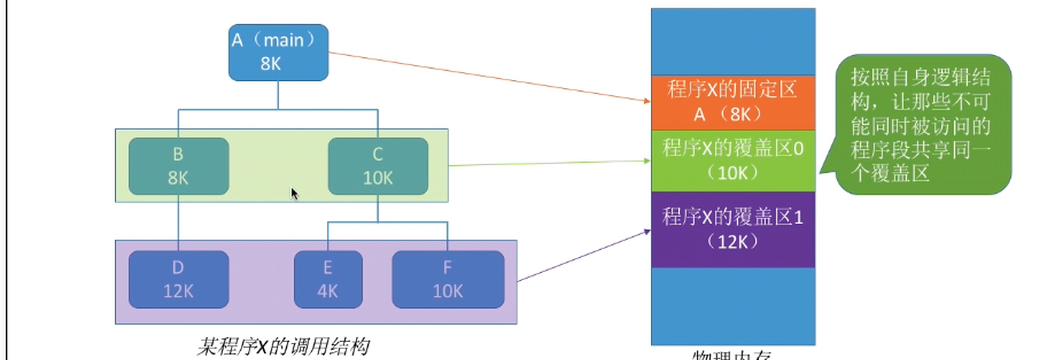 A（main）
8K
B
8K
C
10K
D
12K
E
4K
F
10K
某程序X的调用结构
程序X的固定区
A （8K）
程序X的覆盖区0
（10K）
程序X的覆盖区1
（12K）
物理内存
按照自身逻辑结
构，让那些不可
能同时被访问的
程序段共享同一
个覆盖区